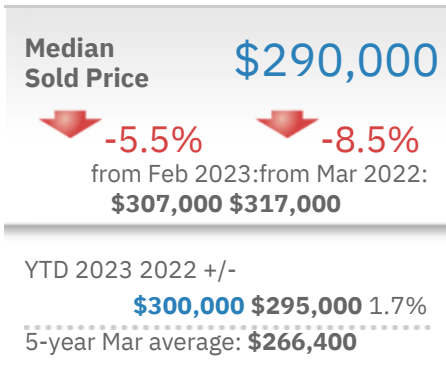 Median
Sold Price
$290,000
-5.5% -8.5%
from Feb 2023:from Mar 2022:
$307,000 $317,000
YTD 2023 2022 +/-
$300,000 $295,000 1.7%
5-year Mar average: $266,400